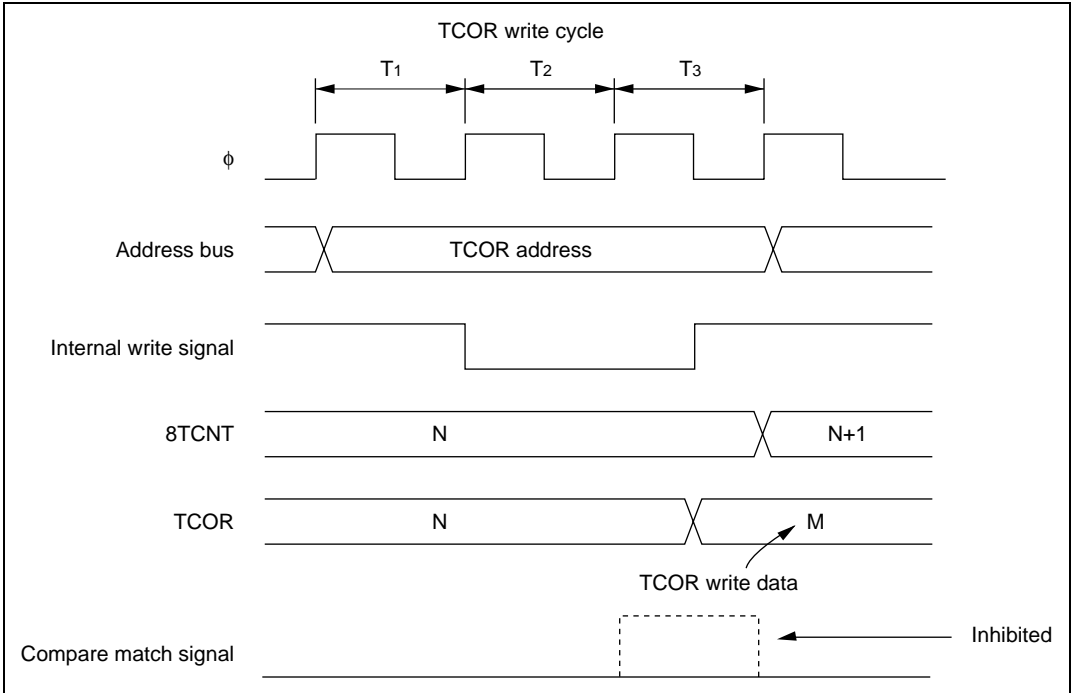 TCOR write cycle
T1 T2 T3
φ
Address bus TCOR address
Internal write signal
8TCNT N N+1
TCOR N M
TCOR write data
Inhibited
Compare match signal